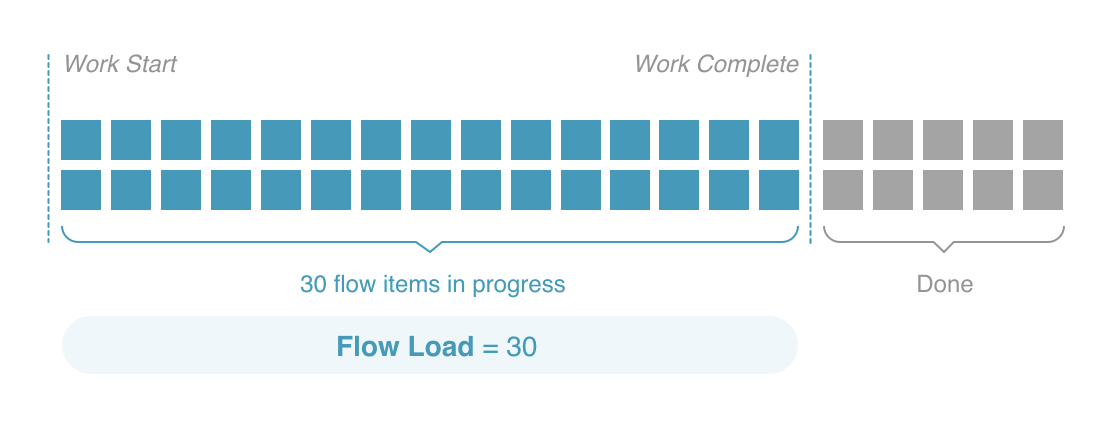 Work Start
Work Complete
30 flow items in progress
Done
Flow Load = 30